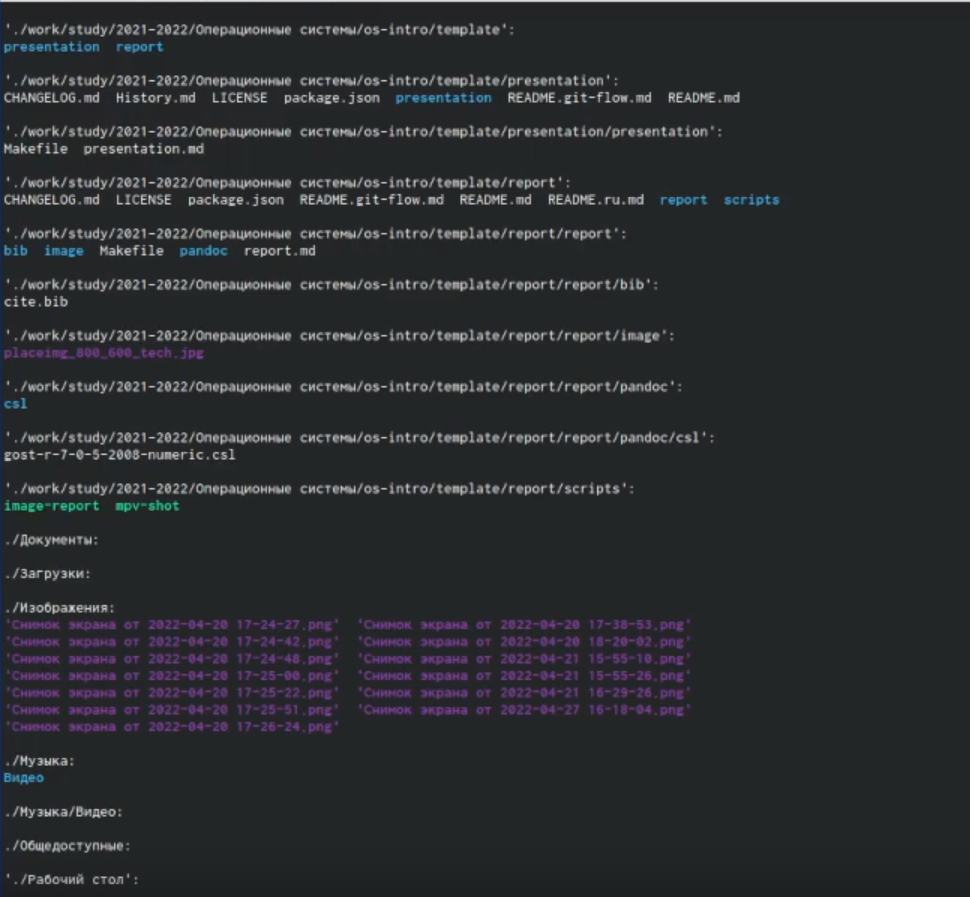 './work/study/2021-2022/Операционные системы/os-intro/template':
presentation  report
'./work/study/2021-2022/Операционные системы/os-intro/template/presentation':
CHANGELOG.md  History.md  LICENSE  package.json  presentation  README.git-flow.md  README.md
'./work/study/2021-2022/Операционные системы/os-intro/template/presentation/presentation':
Makefile  presentation.md
'./work/study/2021-2022/Операционные системы/os-intro/template/report':
CHANGELOG.md  LICENSE  package.json  README.git-flow.md  README.md  README.ru.md  report  scripts
'./work/study/2021-2022/Операционные системы/os-intro/template/report/report':
bib  image  Makefile  pandoc  report.md
'./work/study/2021-2022/Операционные системы/os-intro/template/report/report/bib':
cite.bib
'./work/study/2021-2022/Операционные системы/os-intro/template/report/report/image':
placeimg_800_600_tech.jpg
'./work/study/2021-2022/Операционные системы/os-intro/template/report/report/pandoc':
csl
'./work/study/2021-2022/Операционные системы/os-intro/template/report/report/pandoc/csl':
gost-r-7-0-5-2008-numeric.csl
'./work/study/2021-2022/Операционные системы/os-intro/template/report/scripts':
image-report  mpv-shot
./Документы:
./Загрузки:
./Изображения:
'Снимок экрана от 2022-04-20 17-24-27.png'  'Снимок экрана от 2022-04-20 17-38-53.png'
'Снимок экрана от 2022-04-20 17-24-42.png'  'Снимок экрана от 2022-04-20 18-20-02.png'
'Снимок экрана от 2022-04-20 17-24-48.png'  'Снимок экрана от 2022-04-21 15-55-10.png'
'Снимок экрана от 2022-04-20 17-25-00.png'  'Снимок экрана от 2022-04-21 15-55-26.png'
'Снимок экрана от 2022-04-20 17-25-22.png'  'Снимок экрана от 2022-04-21 16-29-26.png'
'Снимок экрана от 2022-04-20 17-25-51.png'  'Снимок экрана от 2022-04-27 16-18-04.png'
'Снимок экрана от 2022-04-20 17-26-24.png'
./Музыка:
Видео
./Музыка/Видео:
./Общедоступные:
'./Рабочий стол':